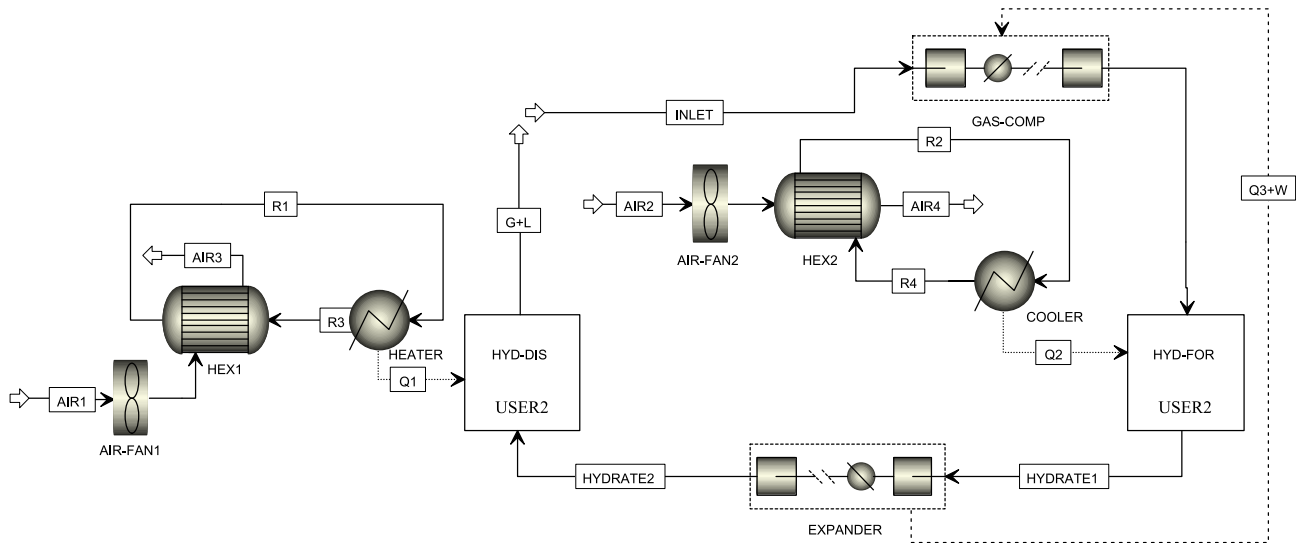 INLET
GAS-COMP
R2
Q3+W
R1
AIR2
AIR4
G+L
AIR3
AIR-FAN2
HEX2
R4
COOLER
R3
HEATER
HYD-DIS
USER2
Q2
HYD-FOR
USER2
HEX1
Q1
AIR1
AIR-FAN1
HYDRATE2
HYDRATE1
EXPANDER